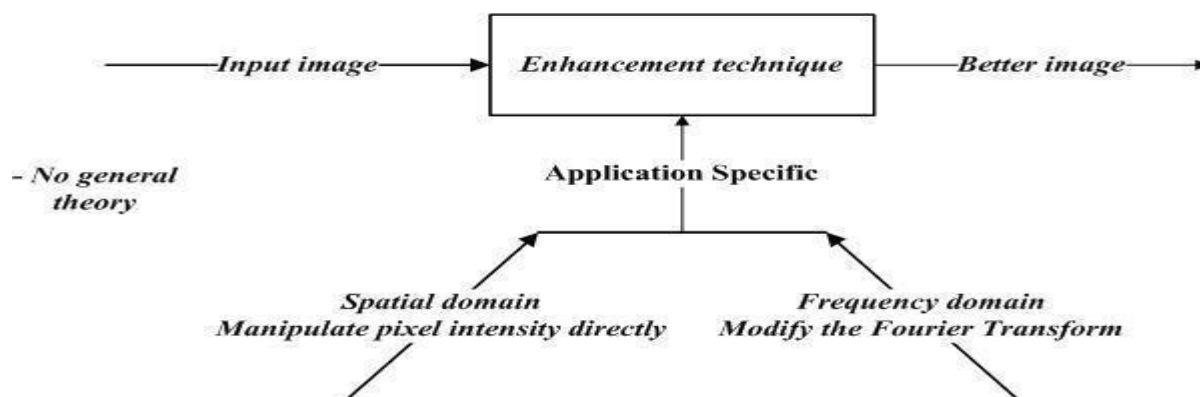 Input image
Enhancement technique
Better image
- No general
theory
Application Specific
Spatial domain
Manipulate pixel intensity directly
Frequency domain
Modify the Fourier Transform